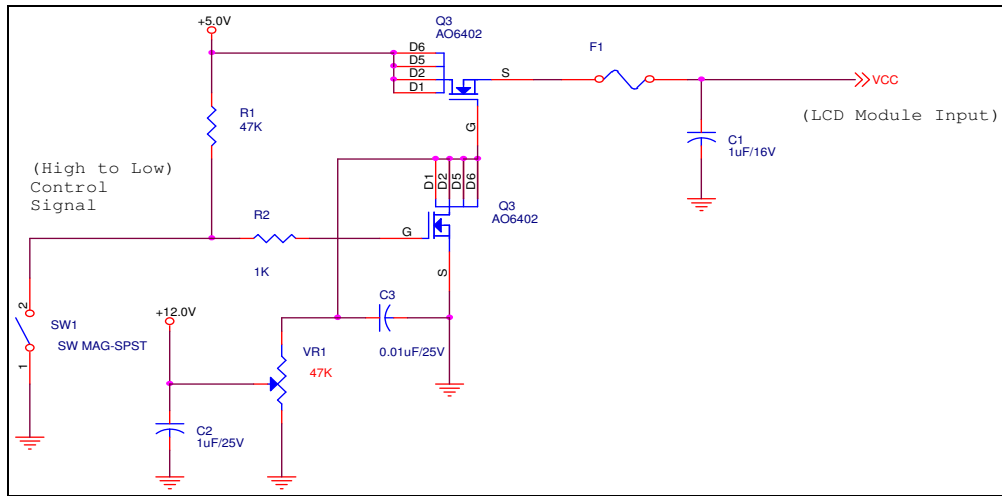 +5.0V
Q3
AO6402
D6
D5
D2
D1
S
G
F1
VCC
(LCD Module Input)
R1
47K
C1
1uF/16V
(High to Low)
Control
Signal
D1
D2
D5
D6
Q3
AO6402
R2
1K
G
S
2
SW1
SW MAG-SPST
1
+12.0V
C3
0.01uF/25V
VR1
47K
C2
1uF/25V